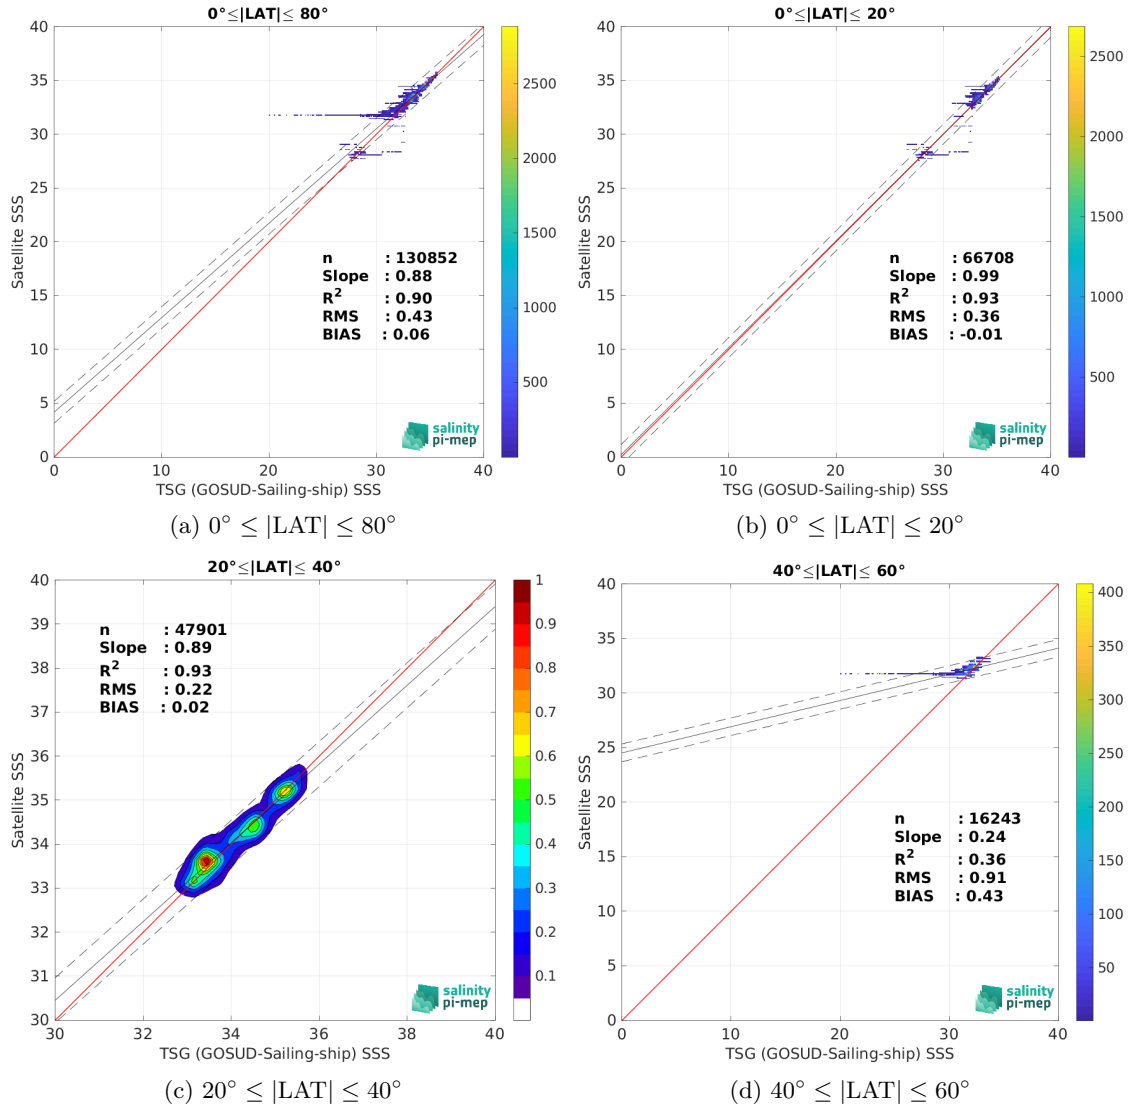 0°≤|LAT|≤ 80°
40
35
30
25
20
15
10
5
0
Satellite SSS
n : 130852
Slope : 0.88
R² : 0.90
RMS : 0.43
BIAS : 0.06
salinity
pi-mep
0 10 20 30 40
TSG (GOSUD-Sailing-ship) SSS
2500
2000
1500
1000
500
(a) 0° ≤ |LAT| ≤ 80°
0°≤|LAT|≤ 20°
40
35
30
25
20
15
10
5
0
Satellite SSS
n : 66708
Slope : 0.99
R² : 0.93
RMS : 0.36
BIAS : -0.01
salinity
pi-mep
0 10 20 30 40
TSG (GOSUD-Sailing-ship) SSS
2500
2000
1500
1000
500
(b) 0° ≤ |LAT| ≤ 20°
20°≤|LAT|≤ 40°
40
39
38
37
36
35
34
33
32
31
30
Satellite SSS
n : 47901
Slope : 0.89
R² : 0.93
RMS : 0.22
BIAS : 0.02
salinity
pi-mep
30 32 34 36 38 40
TSG (GOSUD-Sailing-ship) SSS
1
0.9
0.8
0.7
0.6
0.5
0.4
0.3
0.2
0.1
(c) 20° ≤ |LAT| ≤ 40°
40°≤|LAT|≤ 60°
40
35
30
25
20
15
10
5
0
Satellite SSS
n : 16243
Slope : 0.24
R² : 0.36
RMS : 0.91
BIAS : 0.43
salinity
pi-mep
0 10 20 30 40
TSG (GOSUD-Sailing-ship) SSS
400
350
300
250
200
150
100
50
(d) 40° ≤ |LAT| ≤ 60°